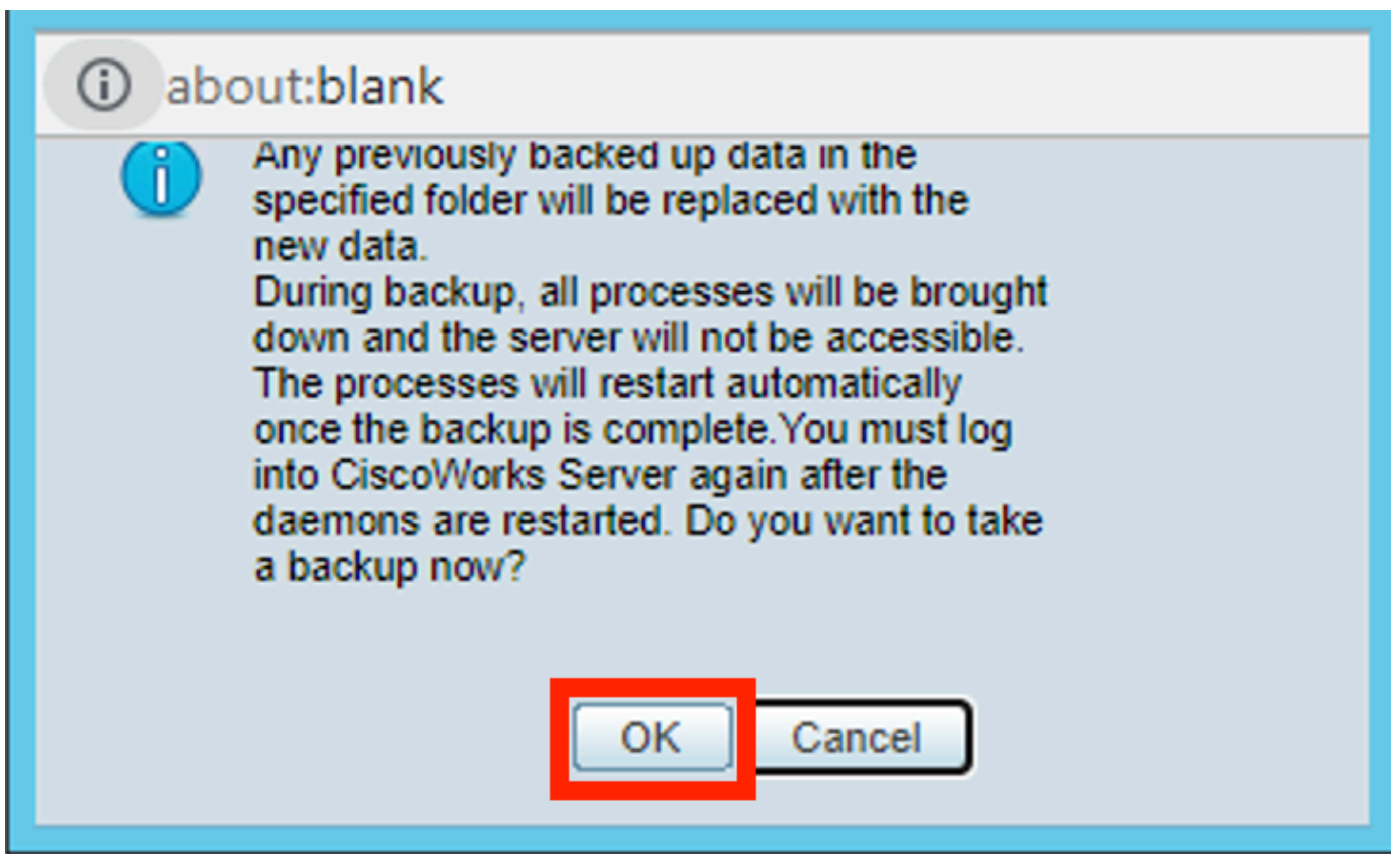 about:blank
Any previously backed up data in the
specified folder will be replaced with the
new data.
During backup, all processes will be brought
down and the server will not be accessible.
The processes will restart automatically
once the backup is complete.You must log
into CiscoWorks Server again after the
daemons are restarted. Do you want to take
a backup now?
OK Cancel